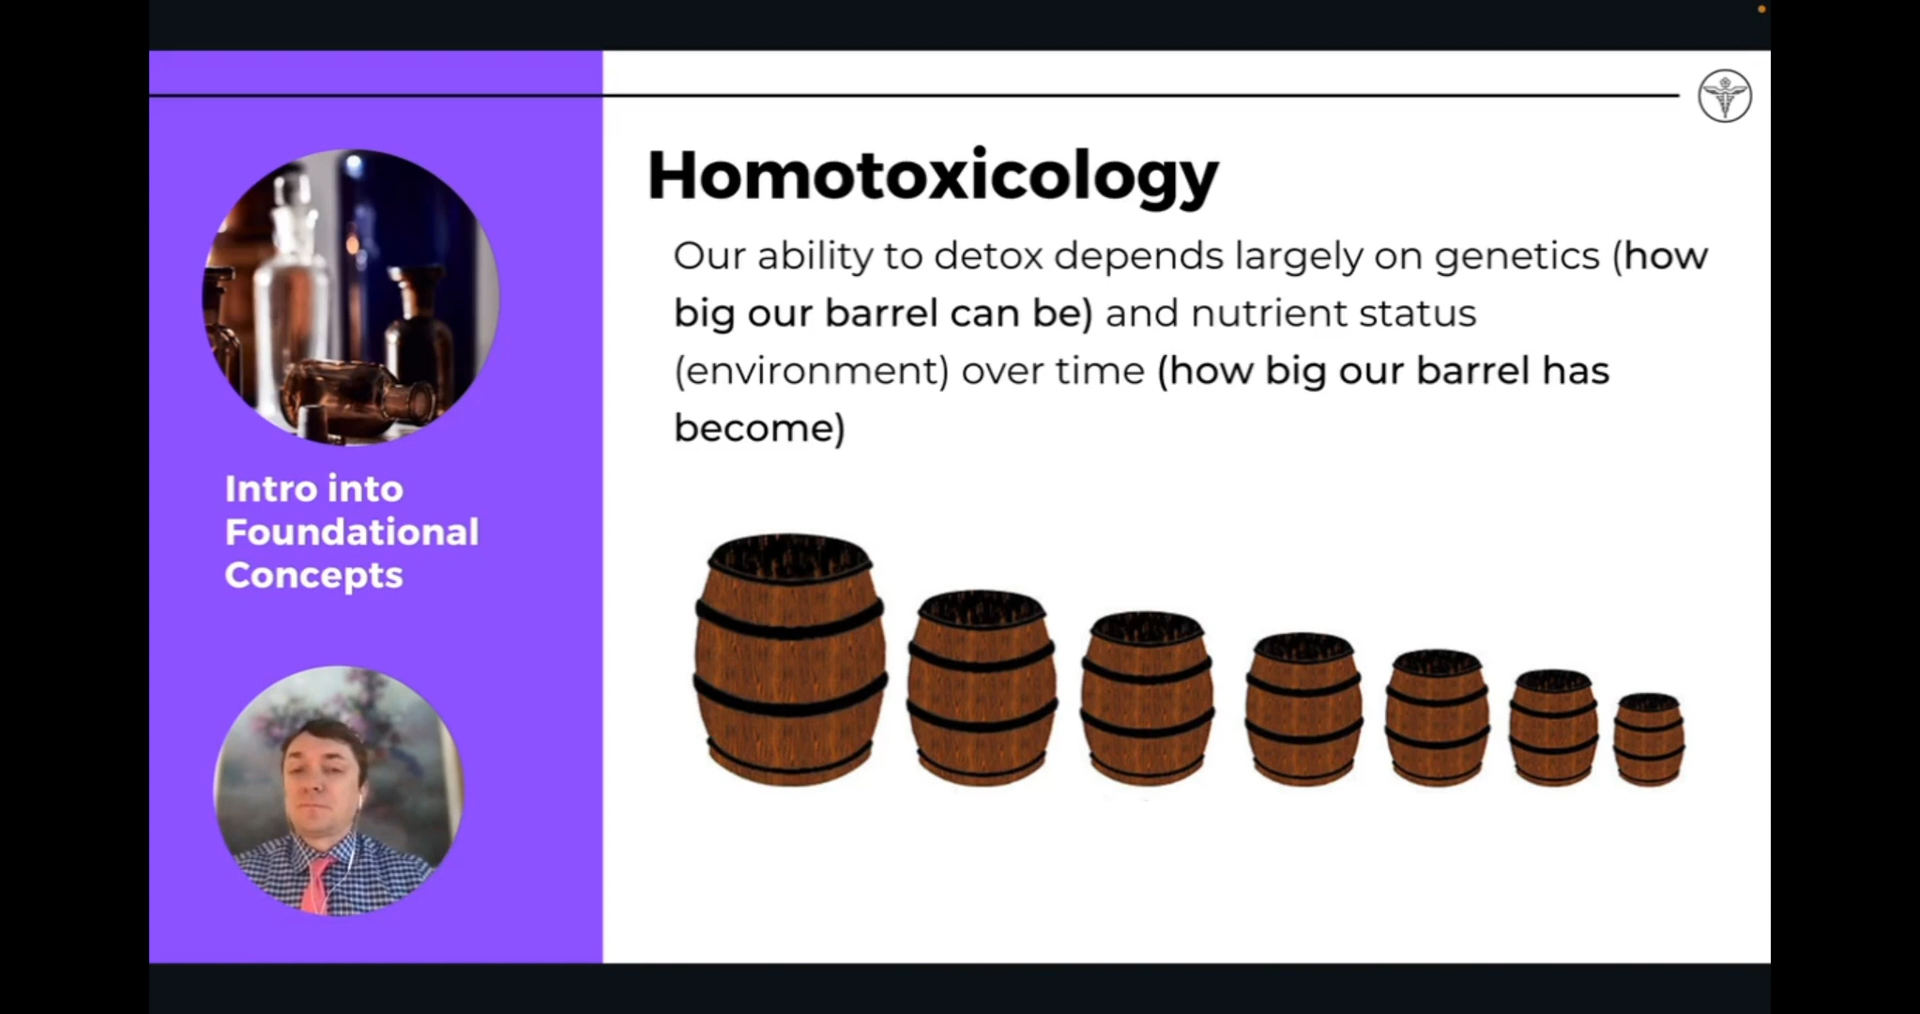 Homotoxicology
Our ability to detox depends largely on genetics (how
big our barrel can be) and nutrient status
(environment) over time (how big our barrel has
become)
Intro into
Foundational
Concepts